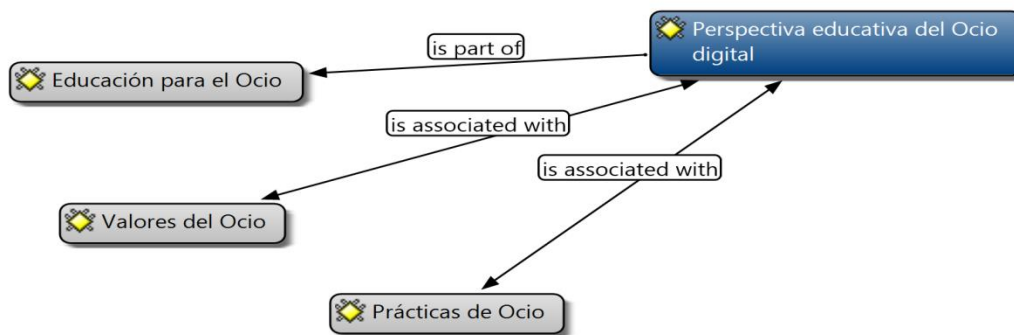 Perspectiva educativa del Ocio
digital
is part of
Educación para el Ocio
is associated with
is associated with
Valores del Ocio
Prácticas de Ocio